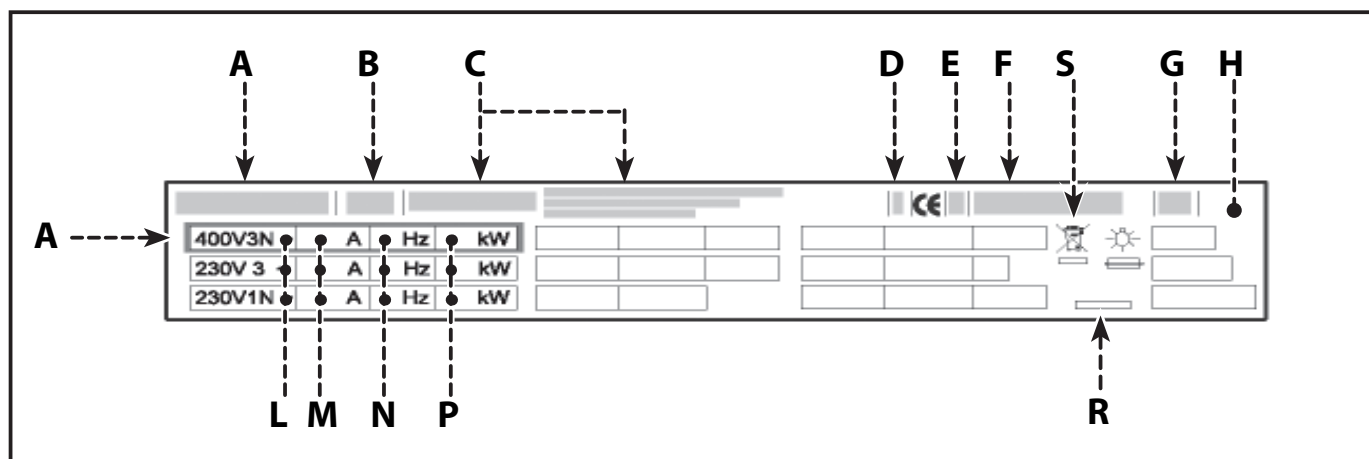 A B C D E F S G H
CE
A
400V3N A Hz kW
230V 3 A Hz kW
230V1N A Hz kW
L M N P
R